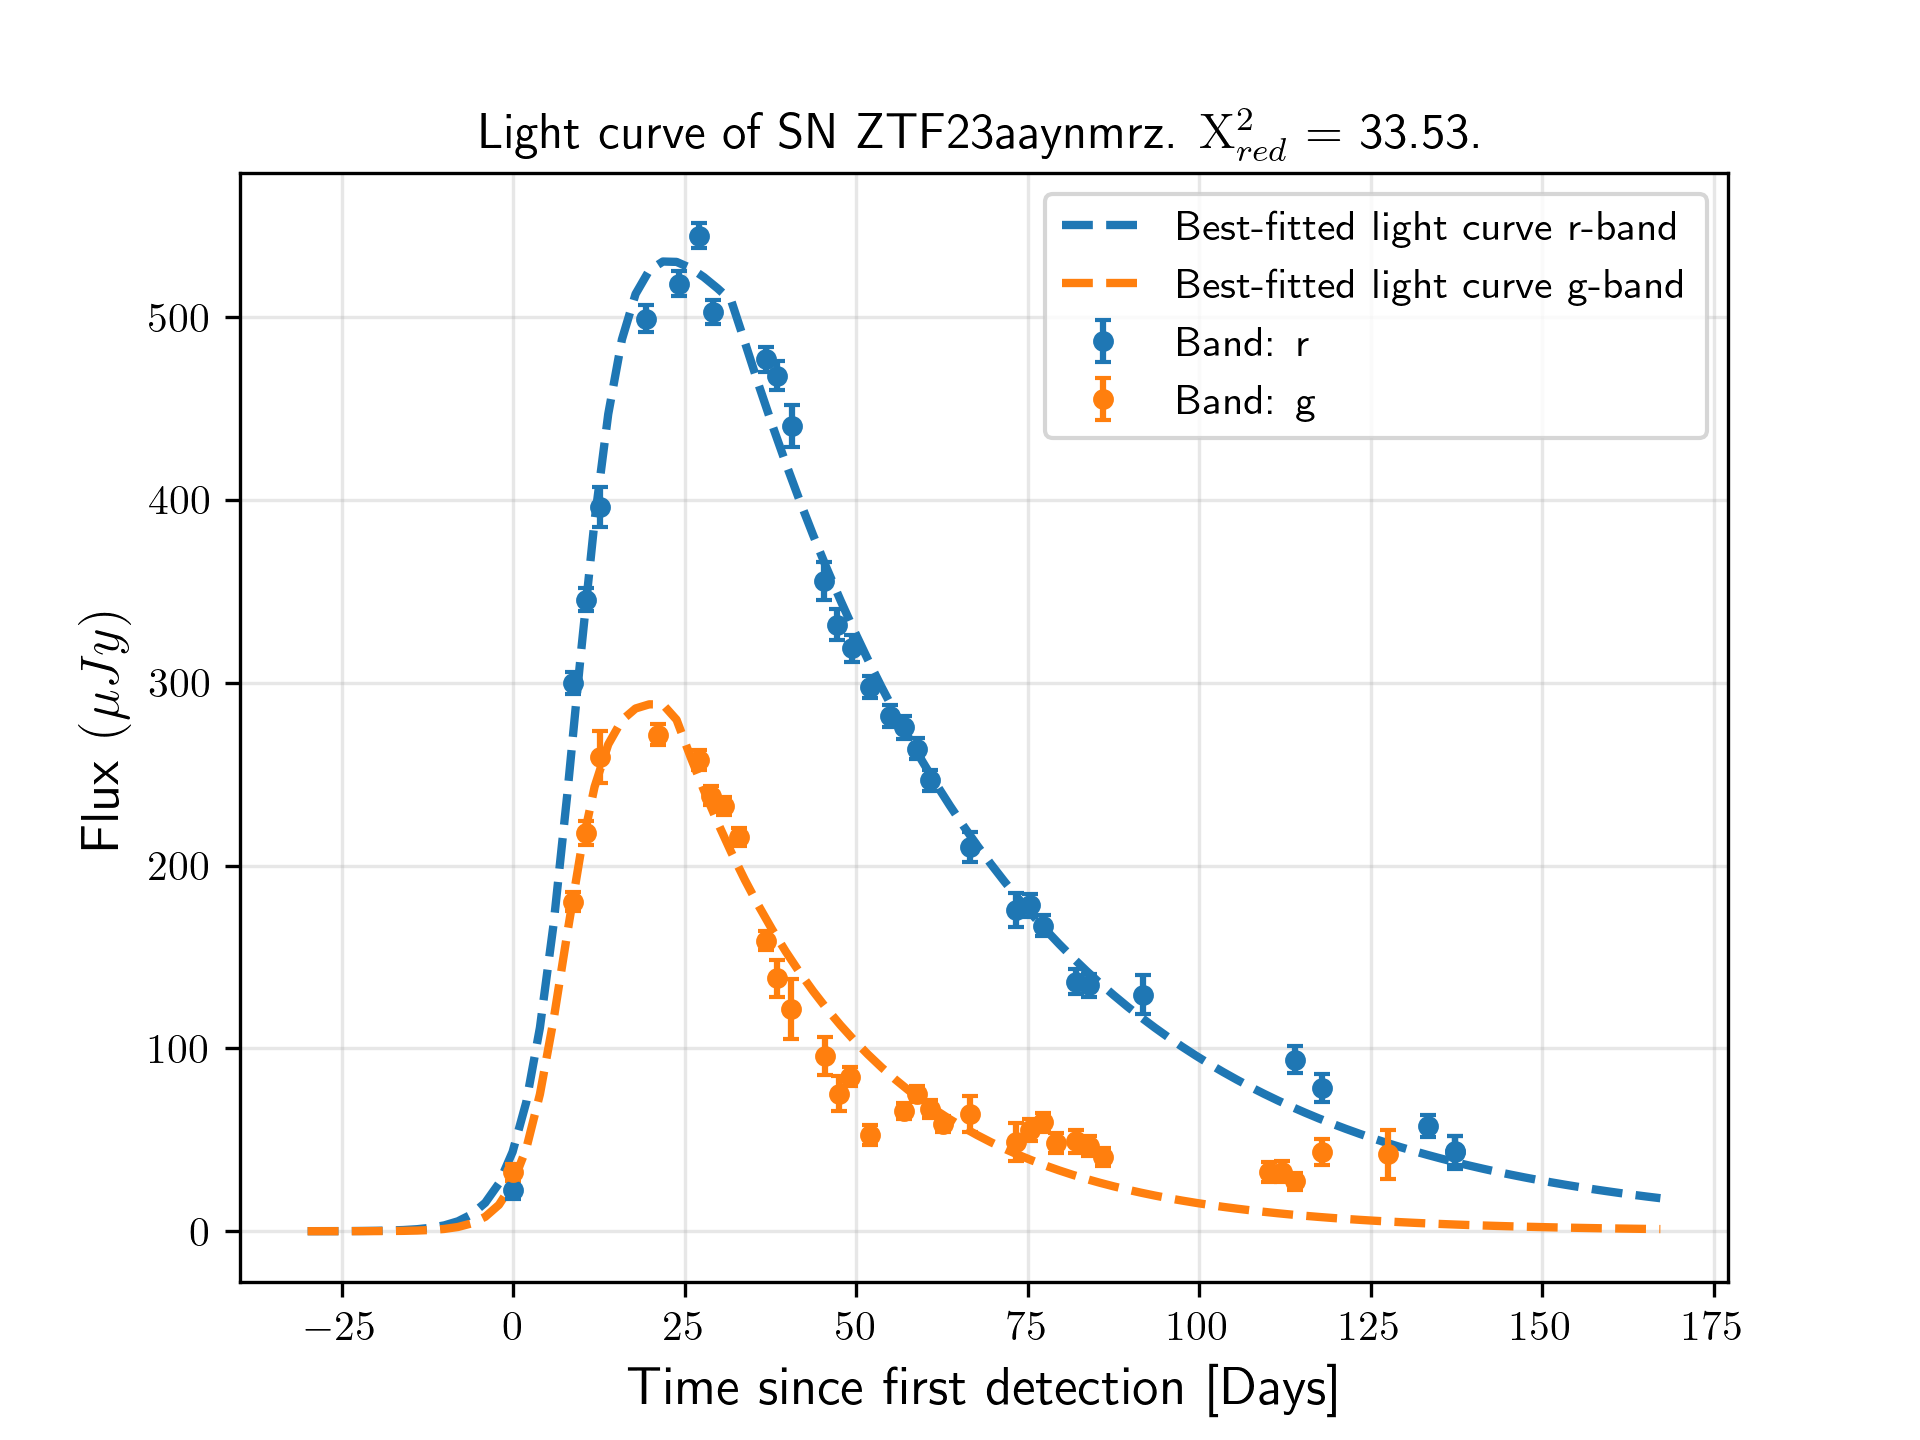 Light curve of SN ZTF23aaynmrz. X²red = 33.53.
Best-fitted light curve r-band
Best-fitted light curve g-band
Band: r
Band: g
Flux (μJy)
500
400
300
200
100
0
−25 0 25 50 75 100 125 150 175
Time since first detection [Days]